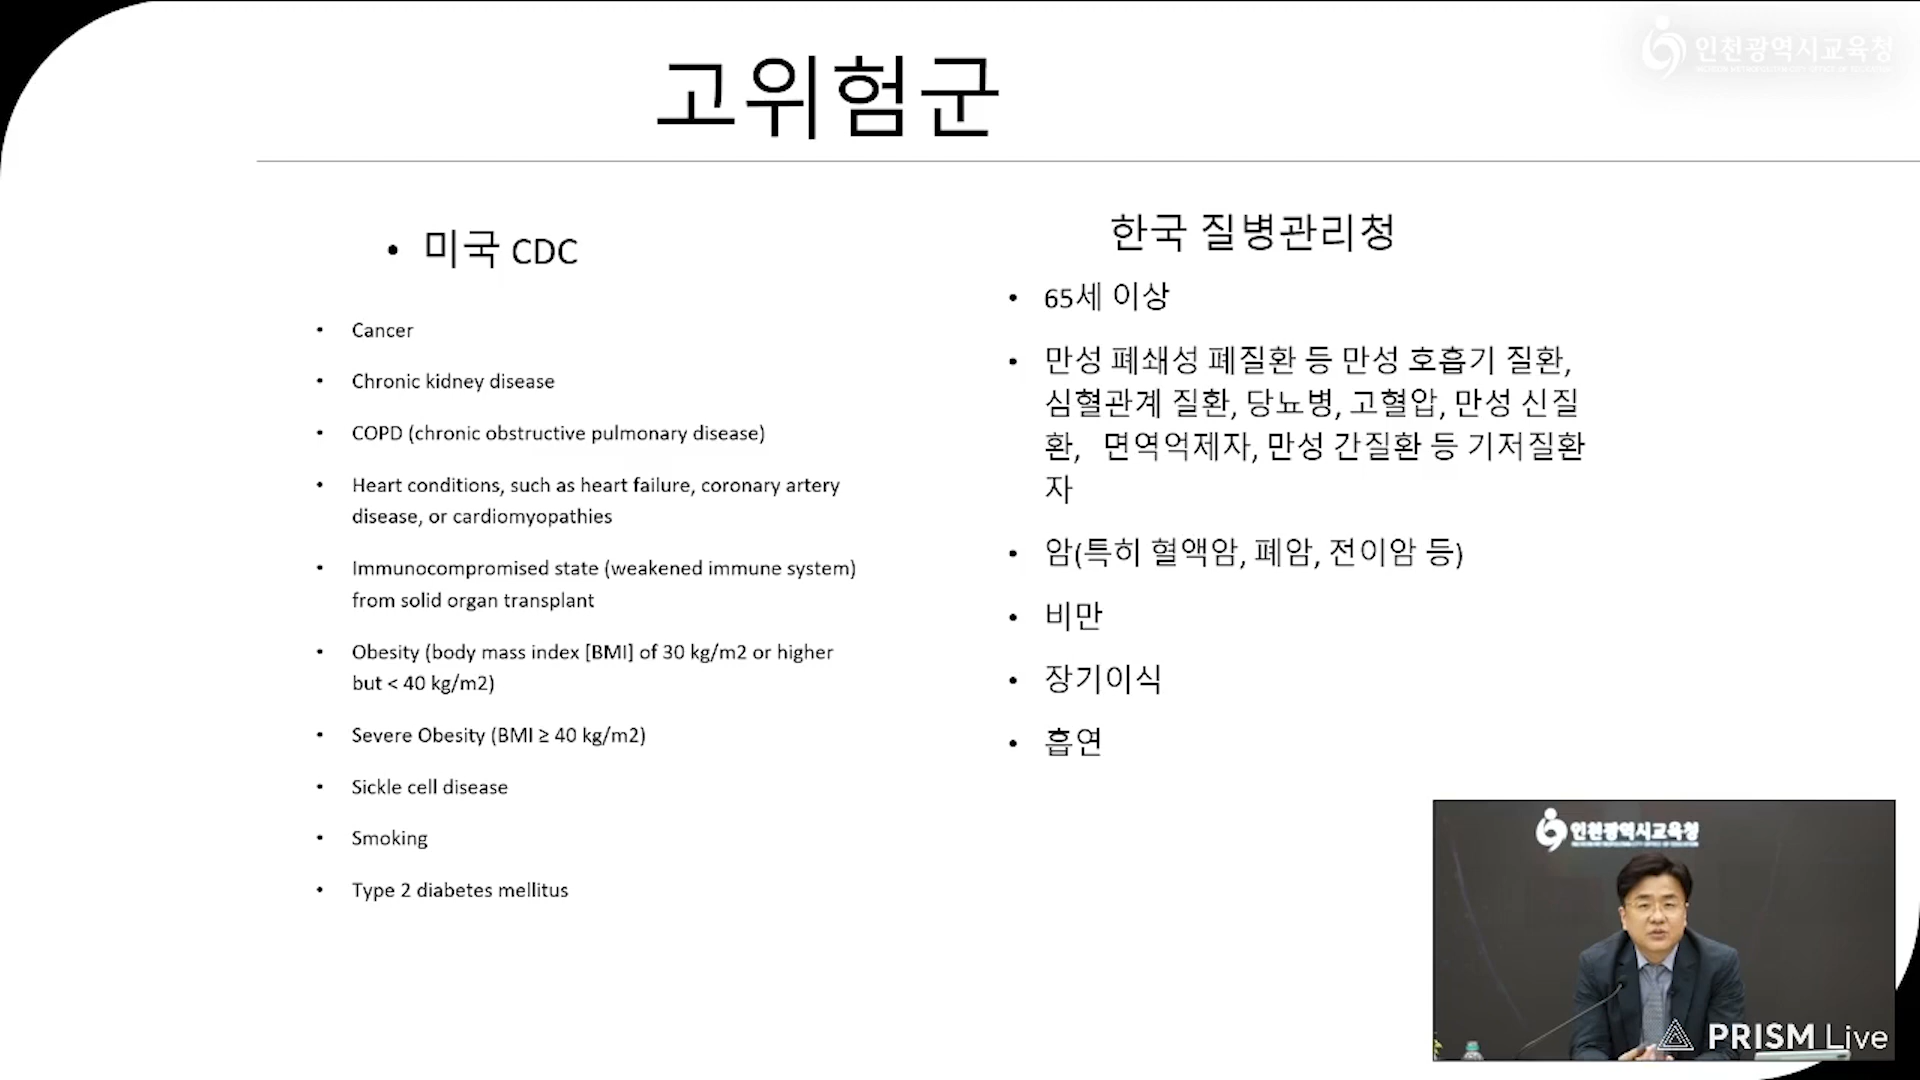 인천광역시교육청
고위험군
• 미국 CDC
• Cancer
• Chronic kidney disease
• COPD (chronic obstructive pulmonary disease)
• Heart conditions, such as heart failure, coronary artery
disease, or cardiomyopathies
• Immunocompromised state (weakened immune system)
from solid organ transplant
• Obesity (body mass index [BMI] of 30 kg/m2 or higher
but < 40 kg/m2)
• Severe Obesity (BMI ≥ 40 kg/m2)
• Sickle cell disease
• Smoking
• Type 2 diabetes mellitus
한국 질병관리청
• 65세 이상
• 만성 폐쇄성 폐질환 등 만성 호흡기 질환,
심혈관계 질환, 당뇨병, 고혈압, 만성 신질
환, 면역억제자, 만성 간질환 등 기저질환
자
• 암(특히 혈액암, 폐암, 전이암 등)
• 비만
• 장기이식
• 흡연
인천광역시교육청
PRISM Live